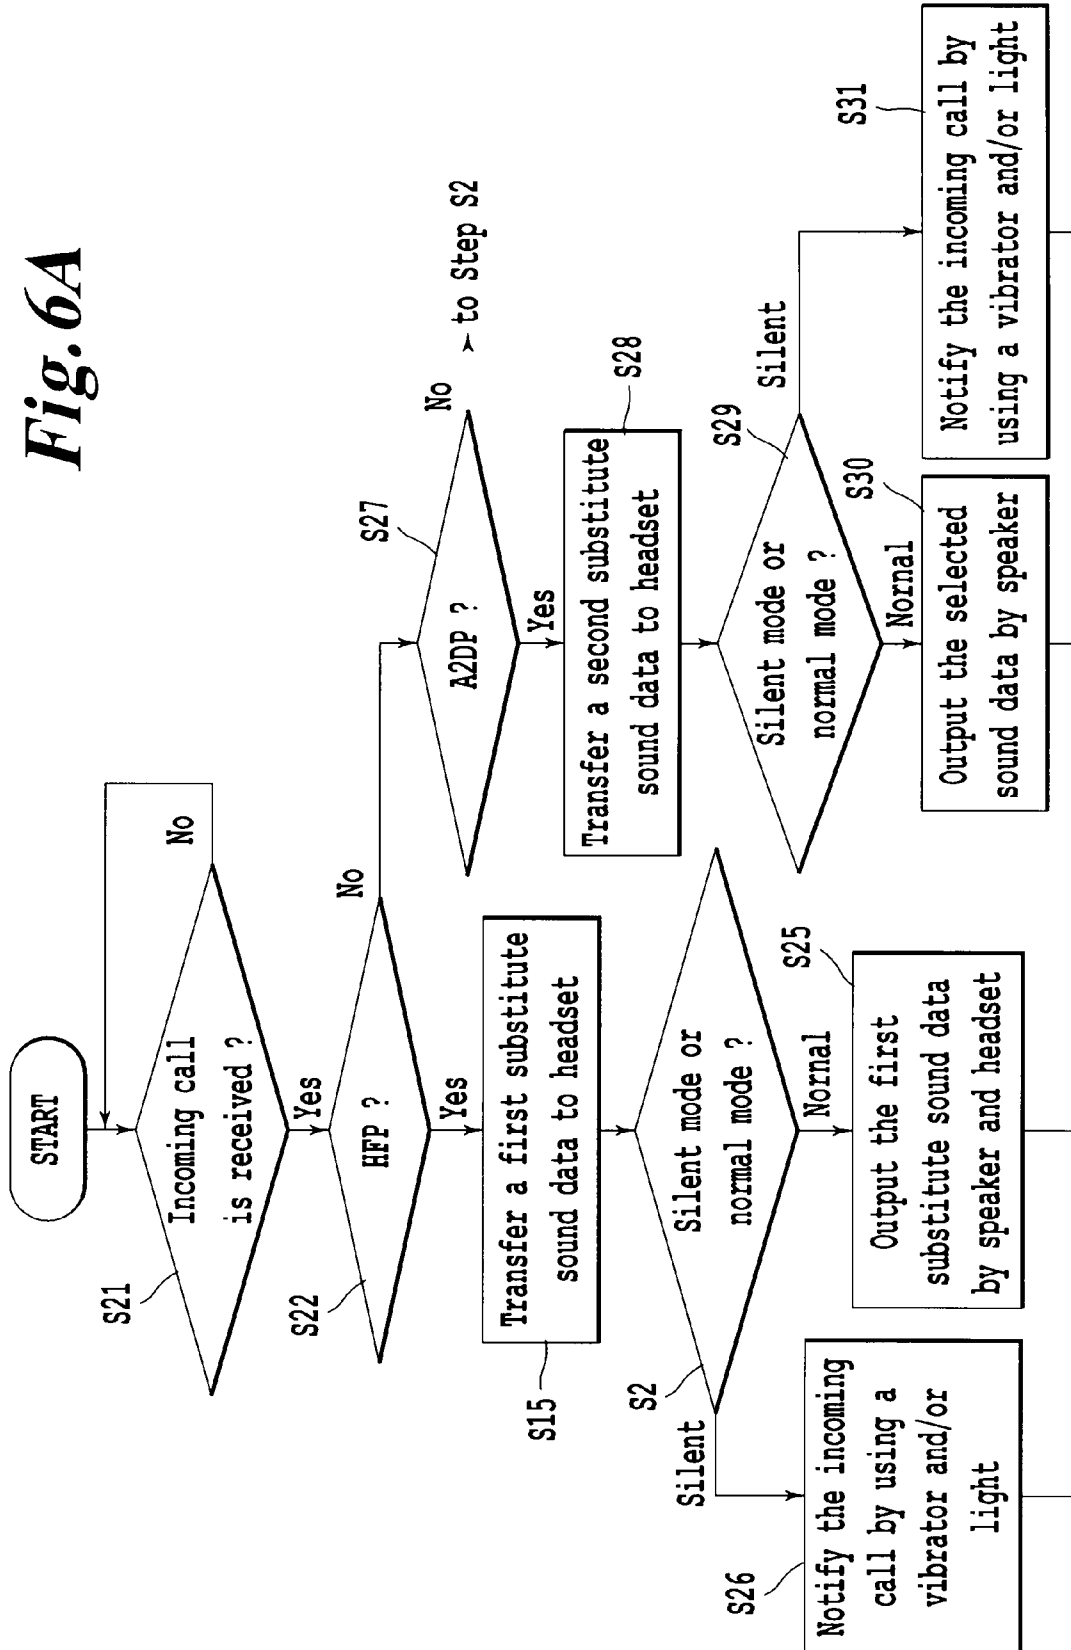 Fig.6A
START
Incoming call
is received ?
S21
No
Yes
HFP ?
S22
No
Yes
Transfer a first substitute
sound data to headset
S15
Silent mode or
normal mode ?
S2
Silent
Nornal
Notify the incoming
call by using a
vibrator and/or
light
S26
Output the first
substitute sound data
by speaker and headset
S25
A2DP ?
S27
No
to Step S2
Yes
Transfer a second substitute
sound data to headset
S28
Silent mode or
normal mode ?
S29
Silent
Nornal
Output the selected
sound data by speaker
S30
Notify the incoming call by
using a vibrator and/or light
S31